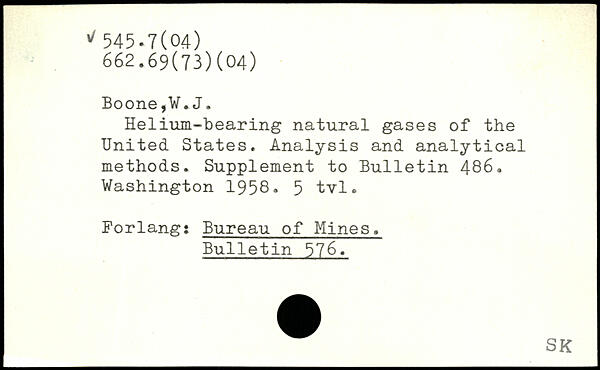 √ 545.7(04)
662.69(73)(04)
Boone,W.J.
Helium-bearing natural gases of the
United States. Analysis and analytical
methods. Supplement to Bulletin 486.
Washington 1958. 5 tvl.
Forlang: Bureau of Mines.
Bulletin 576.
SK